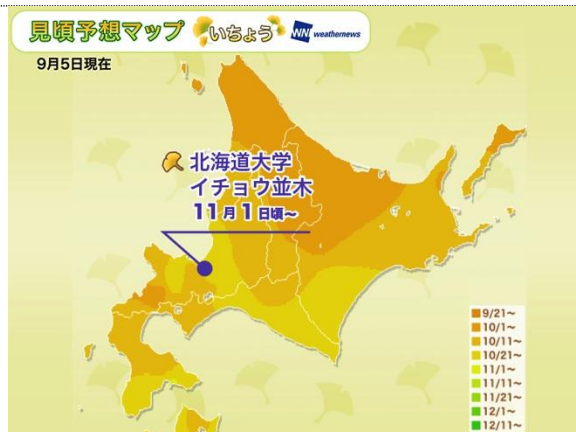 見頃予想マップ いちょう WN weathernews
9月5日現在
北海道大学
イチョウ並木
11月1日頃~
9/21~
10/1~
10/11~
10/21~
11/1~
11/11~
11/21~
12/1~
12/11~